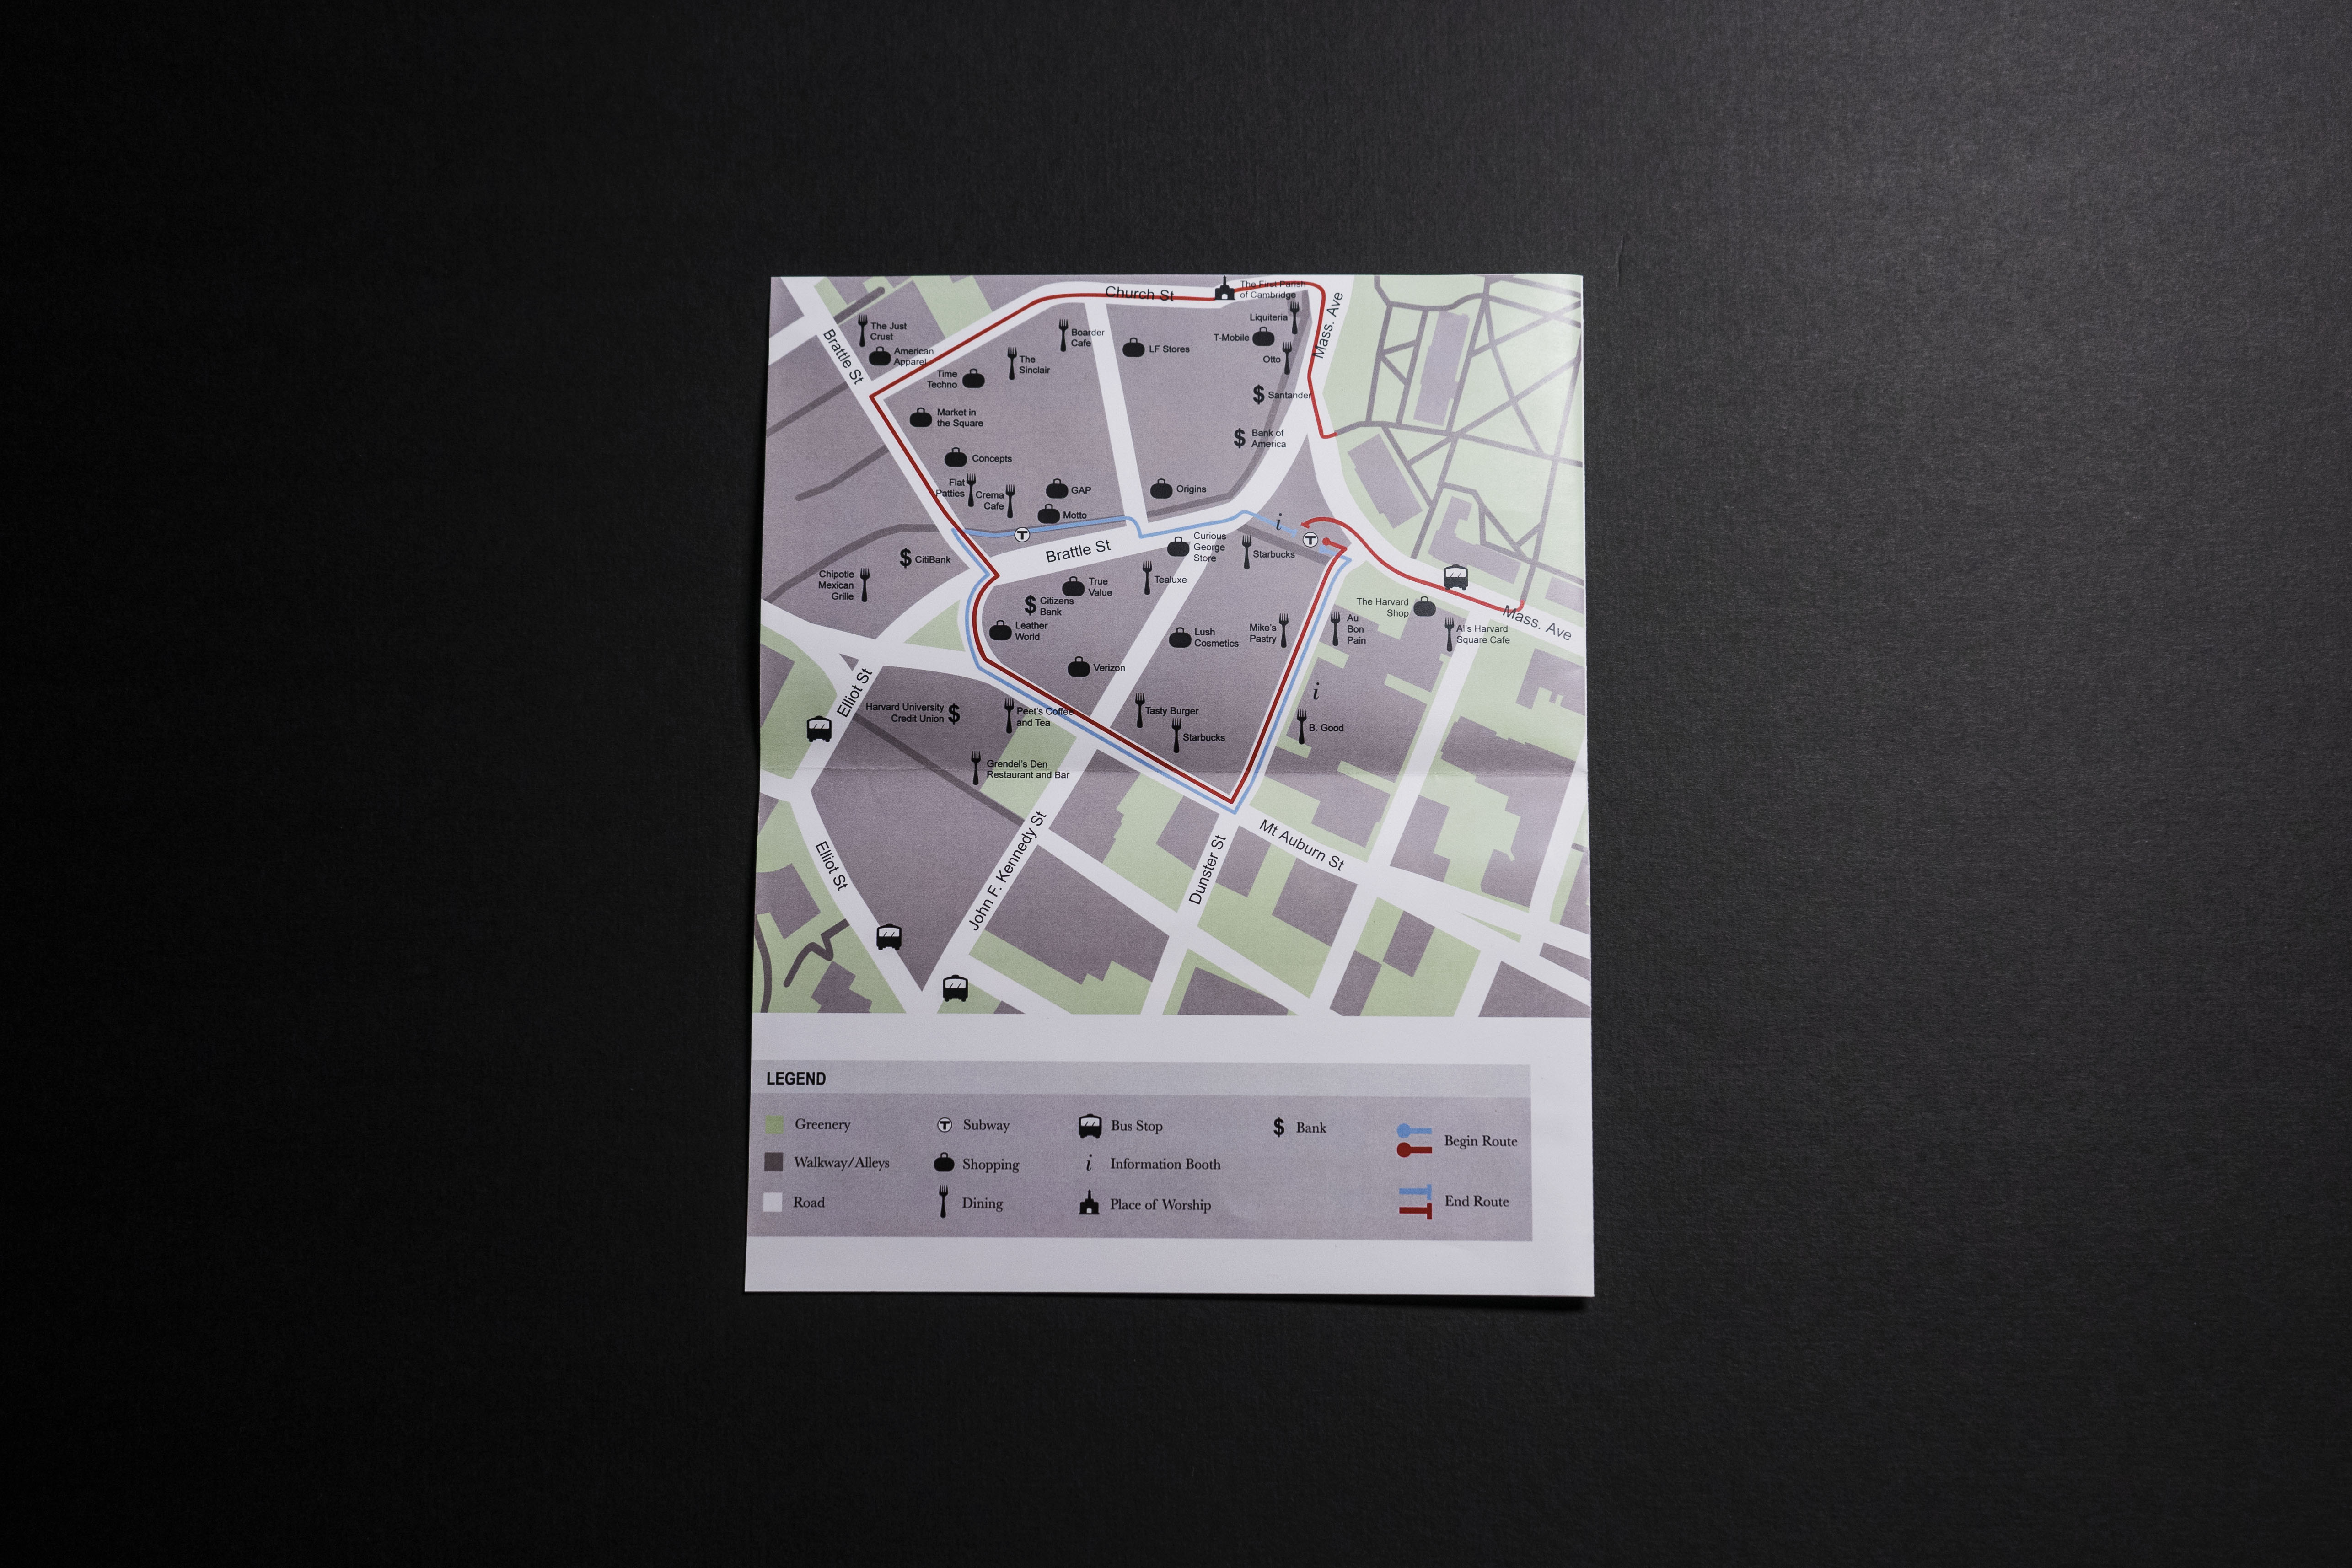 Church St
The First Parish
of Cambridge
Mass. Ave
Brattle St
The Just
Crust
American
Apparel
Boarder
Cafe
The
Sinclair
LF Stores
Liquiteria
T-Mobile
Otto
Time
Techno
Santander
Market in
the Square
Bank of
America
Concepts
Flat
Patties
Crema
Cafe
GAP
Motto
Origins
i
T
T
Brattle St
Curious
George
Store
Starbucks
CitiBank
Chipotle
Mexican
Grille
True
Value
Tealuxe
Citizens
Bank
Leather
World
Lush
Cosmetics
Mike's
Pastry
Au
Bon
Pain
The Harvard
Shop
Mass. Ave
Al's Harvard
Square Cafe
Verizon
Elliot St
i
Harvard University
Credit Union
Peet's Coffee
and Tea
Tasty Burger
Starbucks
B. Good
Grendel's Den
Restaurant and Bar
Elliot St
John F. Kennedy St
Dunster St
Mt Auburn St
LEGEND
Greenery
T Subway
Bus Stop
$ Bank
Begin Route
Walkway/Alleys
Shopping
i Information Booth
Road
Dining
Place of Worship
End Route